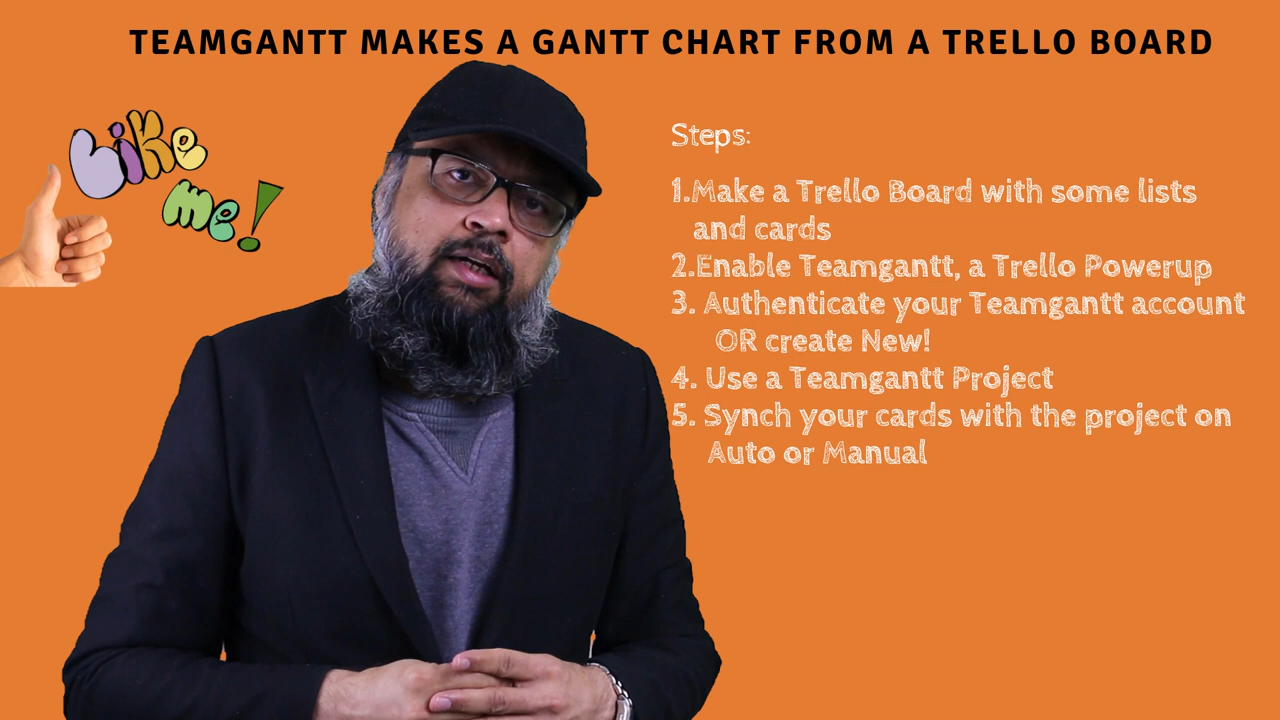 TEAMGANTT MAKES A GANTT CHART FROM A TRELLO BOARD
Like
me!
Steps:
1.Make a Trello Board with some lists
and cards
2.Enable Teamgantt, a Trello Powerup
3. Authenticate your Teamgantt account
OR create New!
4. Use a Teamgantt Project
5. Synch your cards with the project on
Auto or Manual